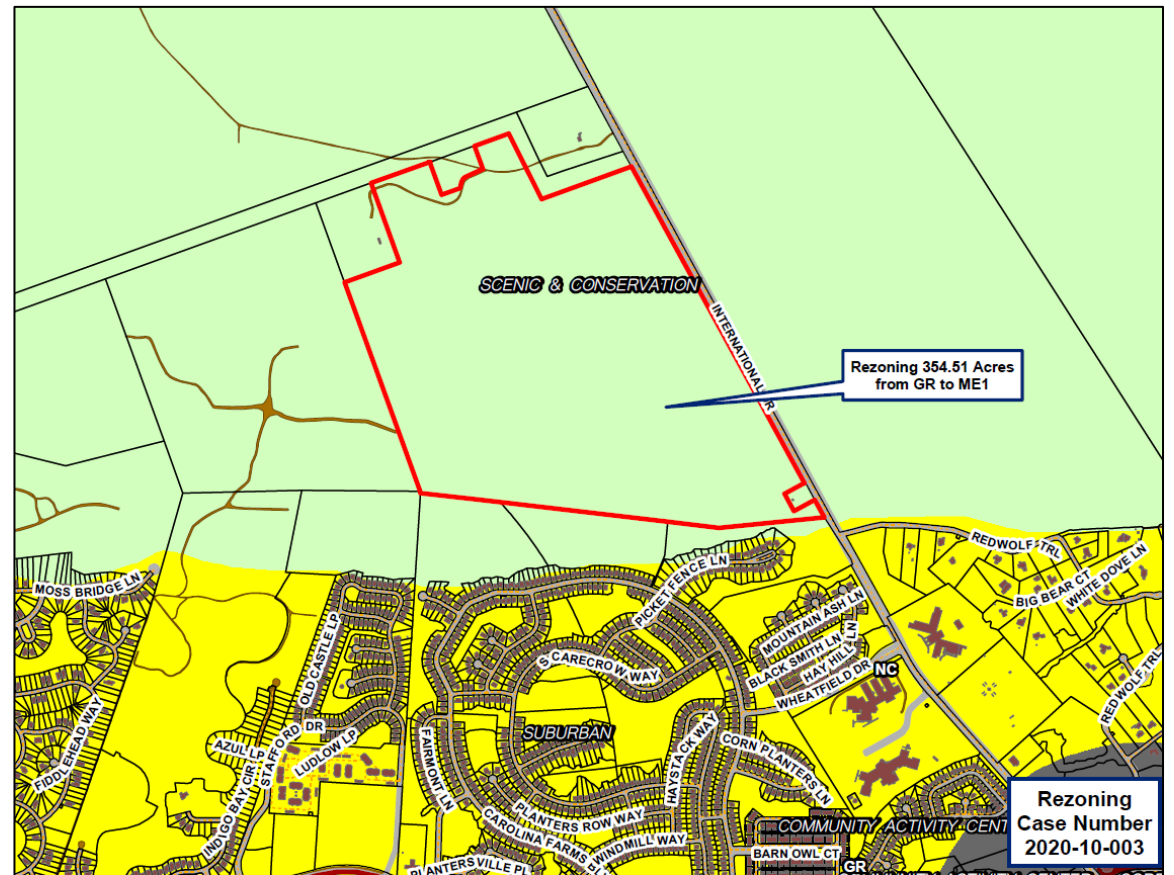 SCENIC & CONSERVATION
INTERNATIONAL DR
Rezoning 354.51 Acres
from GR to ME1
MOSS BRIDGE LN
REDWOLF TRL
BIG BEAR CT
WHITE DOVE LN
PICKET FENCE LN
OLD CASTLE LP
MOUNTAIN ASH LN
BLACK SMITH LN
HAY HILL LN
SCARECROW WAY
WHEATFIELD DR
NC
REDWOLF TRL
FIDDLEHEAD WAY
STAFFORD DR
SUBURBAN
AZUL LP
LUDLOW LP
FAIRMONT LN
HAYSTACK WAY
CORN PLANTERS LN
INDIGO BAY CIR
PLANTERS ROW WAY
CAROLINA FARMS BL
WINDMILL WAY
COMMUNITY ACTIVITY CENT
BARN OWL CT
PLANTERSVILLE PL
GR
Rezoning
Case Number
2020-10-003